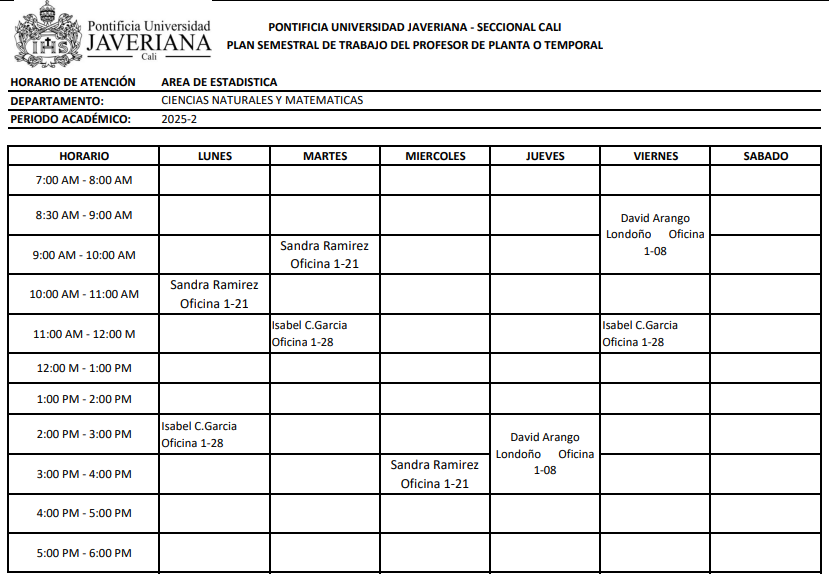 Pontificia Universidad
JAVERIANA
Cali
PONTIFICIA UNIVERSIDAD JAVERIANA - SECCIONAL CALI
PLAN SEMESTRAL DE TRABAJO DEL PROFESOR DE PLANTA O TEMPORAL
HORARIO DE ATENCIÓN AREA DE ESTADISTICA
DEPARTAMENTO: CIENCIAS NATURALES Y MATEMATICAS
PERIODO ACADÉMICO: 2025-2
HORARIO LUNES MARTES MIERCOLES JUEVES VIERNES SABADO
7:00 AM - 8:00 AM
8:30 AM - 9:00 AM
David Arango
Londoño Oficina
1-08
9:00 AM - 10:00 AM
Sandra Ramirez
Oficina 1-21
10:00 AM - 11:00 AM
Sandra Ramirez
Oficina 1-21
11:00 AM - 12:00 M
Isabel C.Garcia
Oficina 1-28
Isabel C.Garcia
Oficina 1-28
12:00 M - 1:00 PM
1:00 PM - 2:00 PM
2:00 PM - 3:00 PM
Isabel C.Garcia
Oficina 1-28
David Arango
Londoño Oficina
1-08
3:00 PM - 4:00 PM
Sandra Ramirez
Oficina 1-21
4:00 PM - 5:00 PM
5:00 PM - 6:00 PM